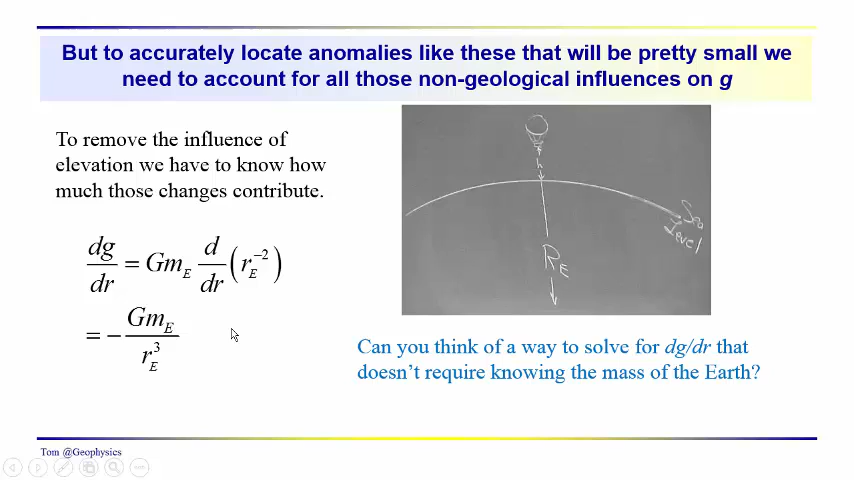 But to accurately locate anomalies like these that will be pretty small we
need to account for all those non-geological influences on g
To remove the influence of
elevation we have to know how
much those changes contribute.
dg/dr = Gm_E d/dr (r_E^-2)
= - Gm_E / r_E^3
h
Sea
Level
R_E
Can you think of a way to solve for dg/dr that
doesn't require knowing the mass of the Earth?
Tom @Geophysics